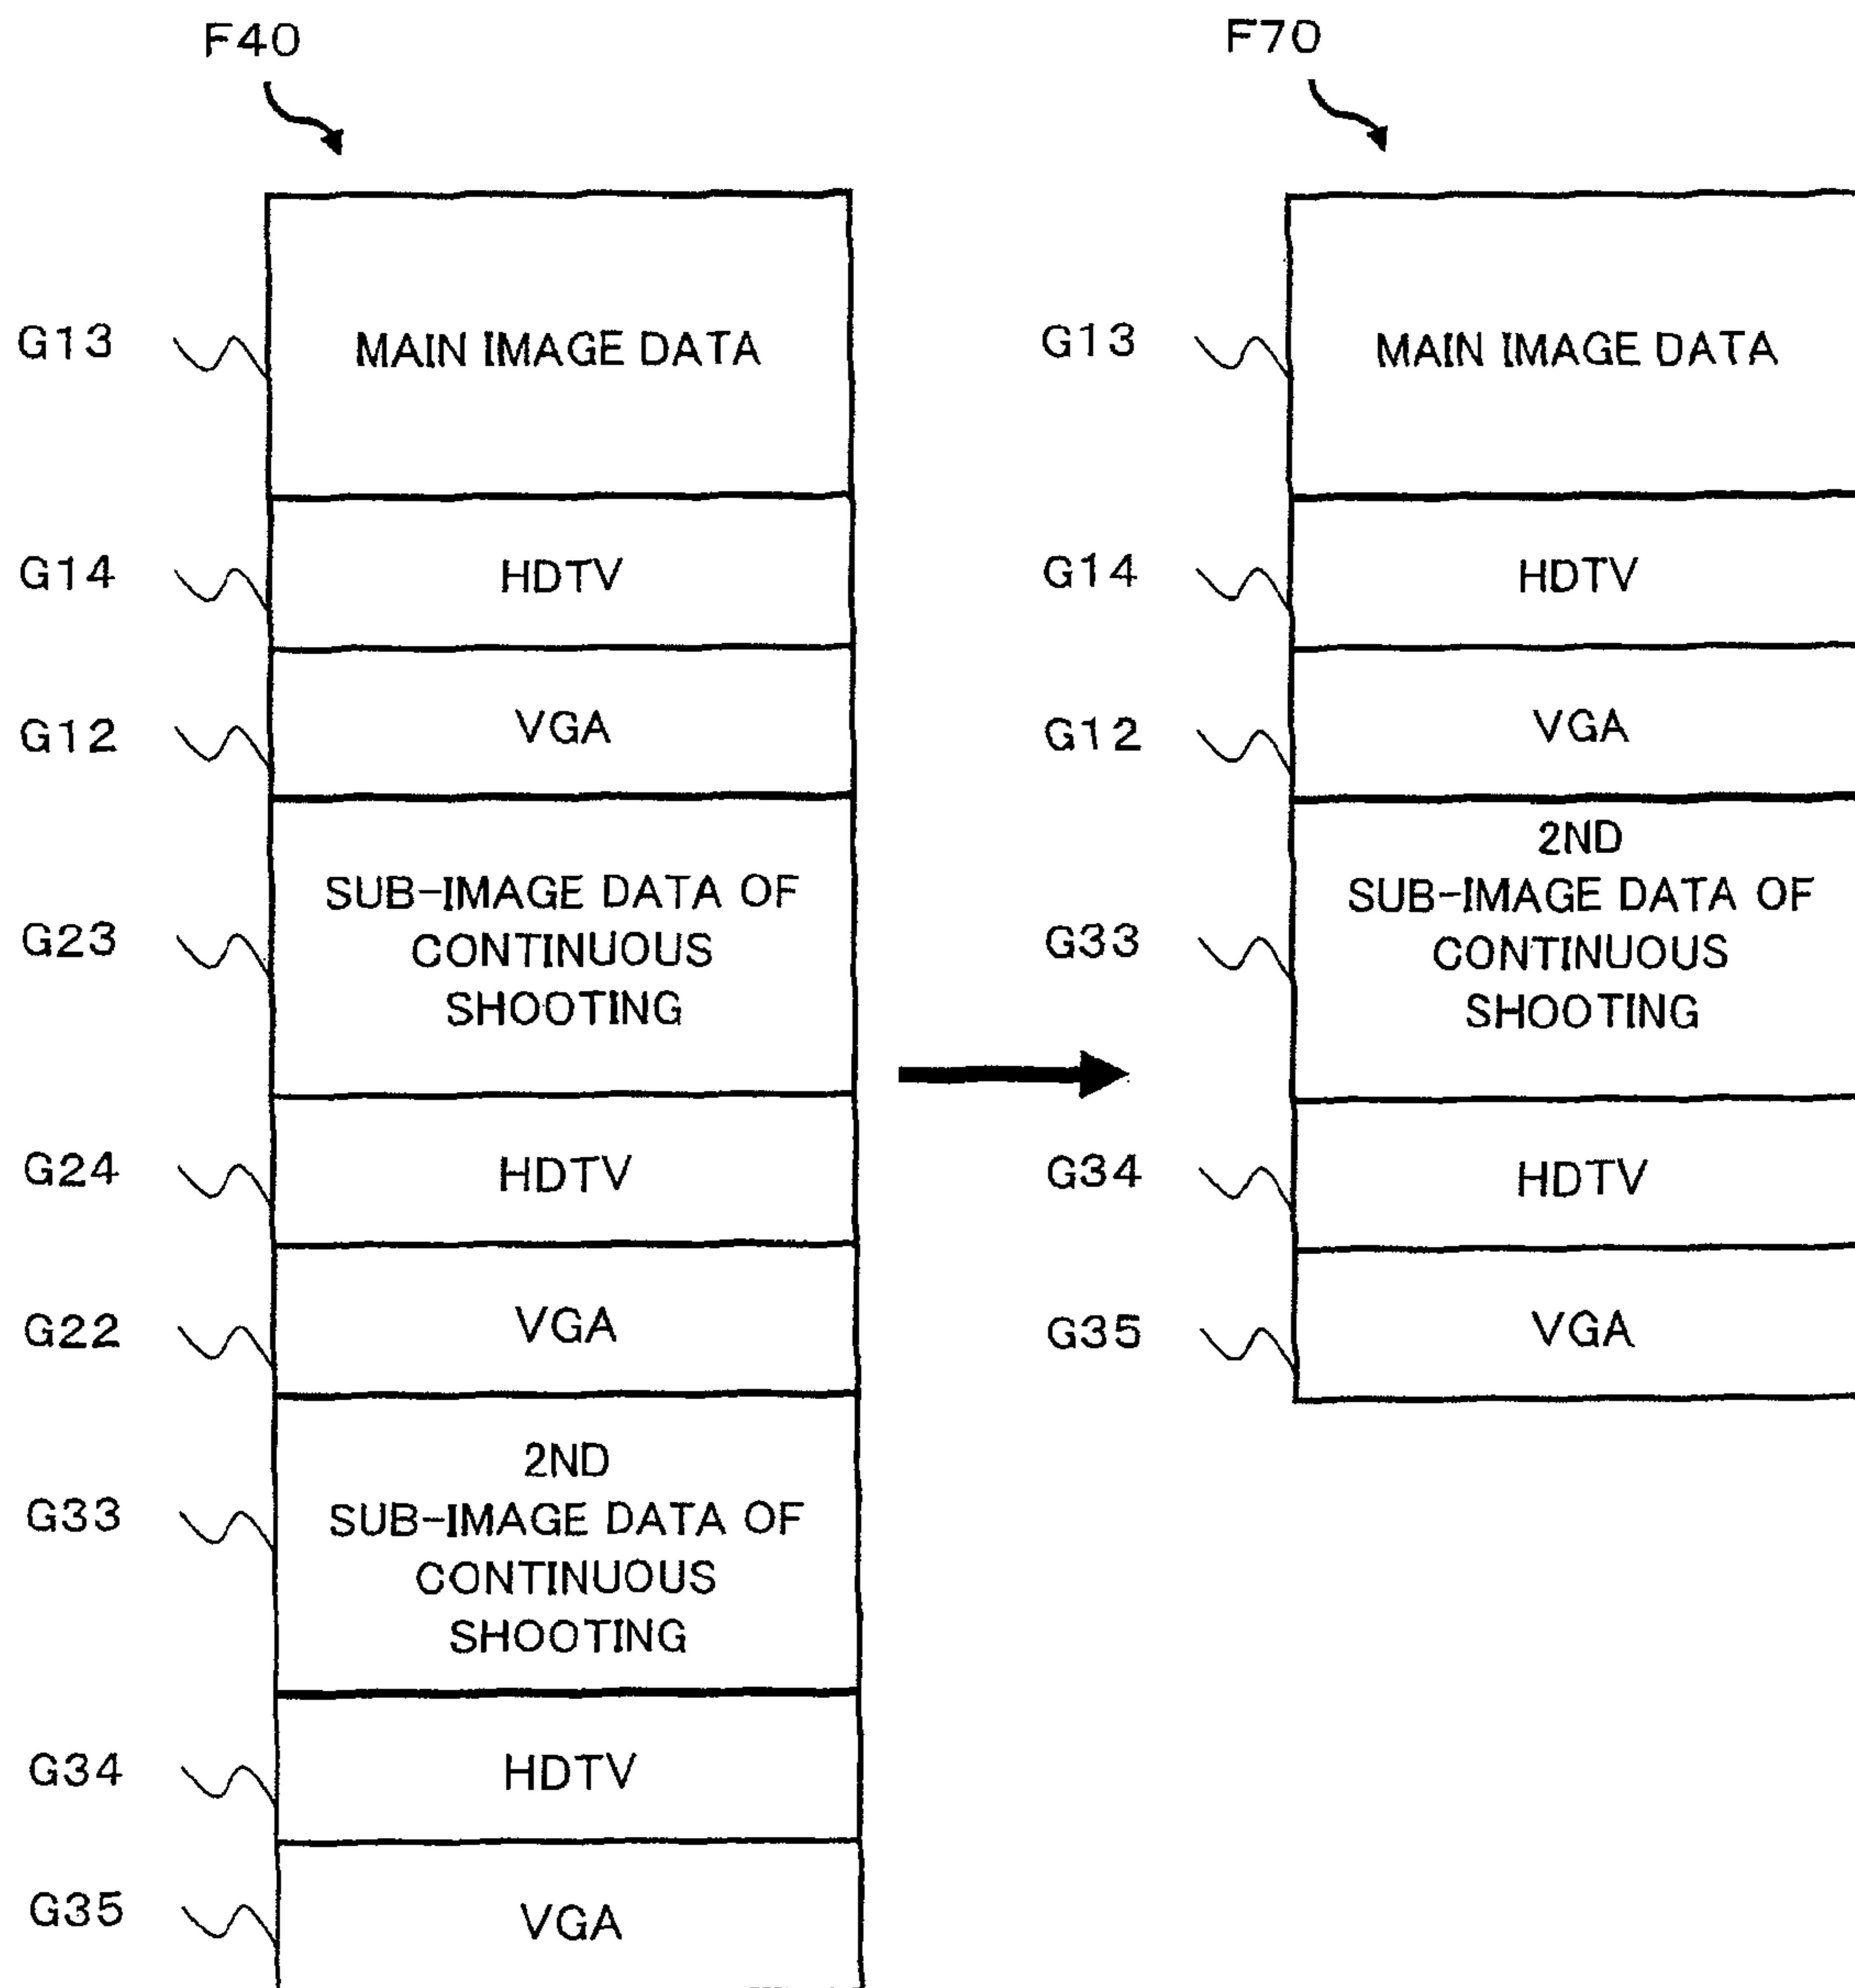 F40
G13
MAIN IMAGE DATA
G14
HDTV
G12
VGA
G23
SUB-IMAGE DATA OF
CONTINUOUS
SHOOTING
G24
HDTV
G22
VGA
G33
2ND
SUB-IMAGE DATA OF
CONTINUOUS
SHOOTING
G34
HDTV
G35
VGA
F70
G13
MAIN IMAGE DATA
G14
HDTV
G12
VGA
G33
2ND
SUB-IMAGE DATA OF
CONTINUOUS
SHOOTING
G34
HDTV
G35
VGA